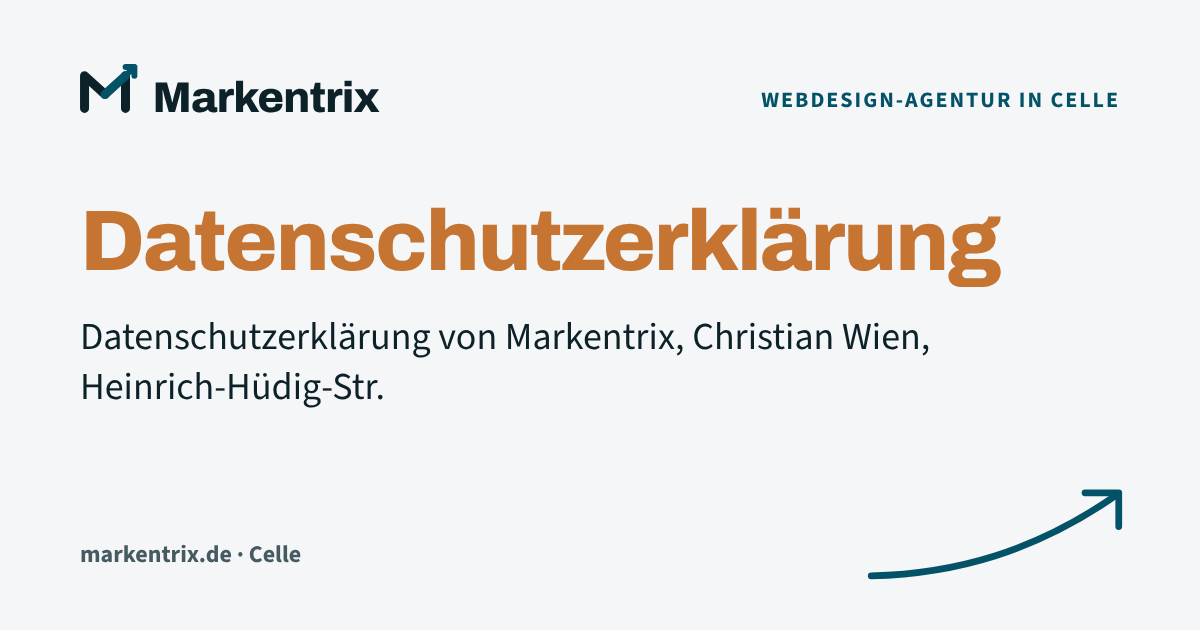 Markentrix
WEBDESIGN-AGENTUR IN CELLE
Datenschutzerklärung
Datenschutzerklärung von Markentrix, Christian Wien,
Heinrich-Hüdig-Str.
markentrix.de · Celle